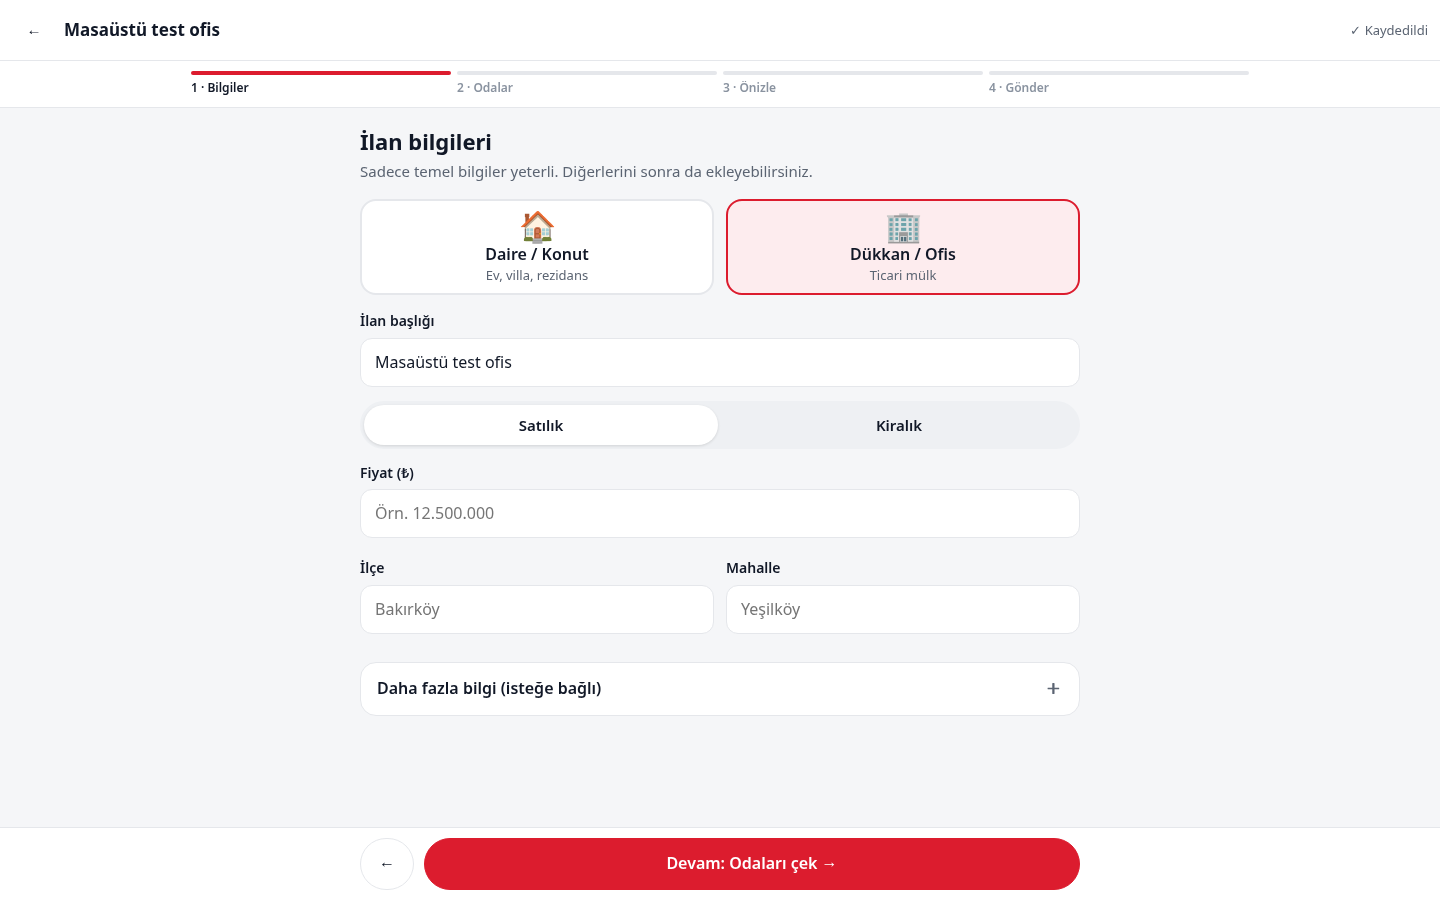 ← Masaüstü test ofis
✓ Kaydedildi
1 · Bilgiler
2 · Odalar
3 · Önizle
4 · Gönder
İlan bilgileri
Sadece temel bilgiler yeterli. Diğerlerini sonra da ekleyebilirsiniz.
Daire / Konut
Ev, villa, rezidans
Dükkan / Ofis
Ticari mülk
İlan başlığı
Masaüstü test ofis
Satılık
Kiralık
Fiyat (₺)
Örn. 12.500.000
İlçe
Mahalle
Bakırköy
Yeşilköy
Daha fazla bilgi (isteğe bağlı) +
←
Devam: Odaları çek →